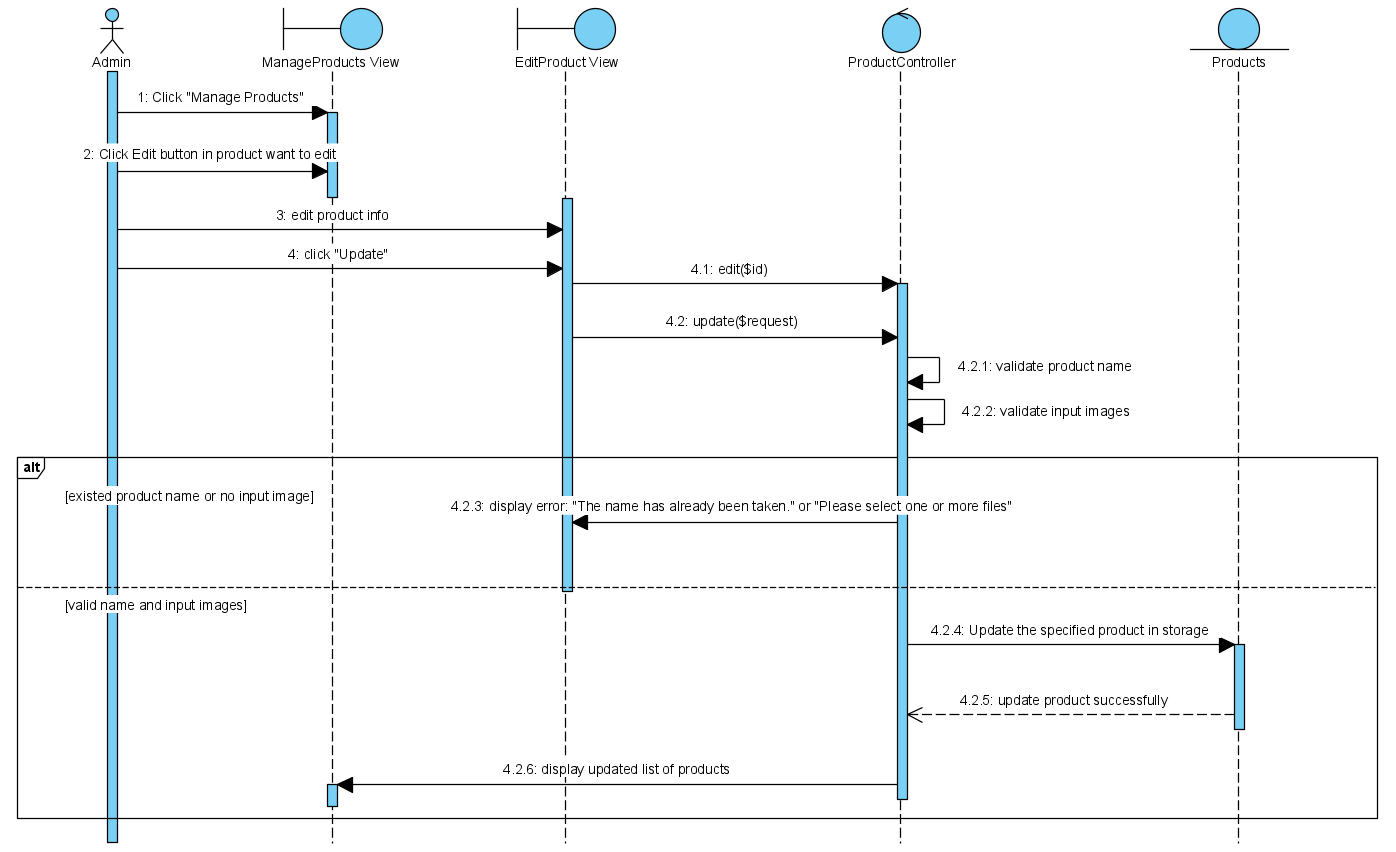 Admin
ManageProducts View
EditProduct View
ProductController
Products
1: Click "Manage Products"
2: Click Edit button in product want to edit
3: edit product info
4: click "Update"
4.1: edit($id)
4.2: update($request)
4.2.1: validate product name
4.2.2: validate input images
alt
[existed product name or no input image]
4.2.3: display error: "The name has already been taken." or "Please select one or more files"
[valid name and input images]
4.2.4: Update the specified product in storage
4.2.5: update product successfully
4.2.6: display updated list of products